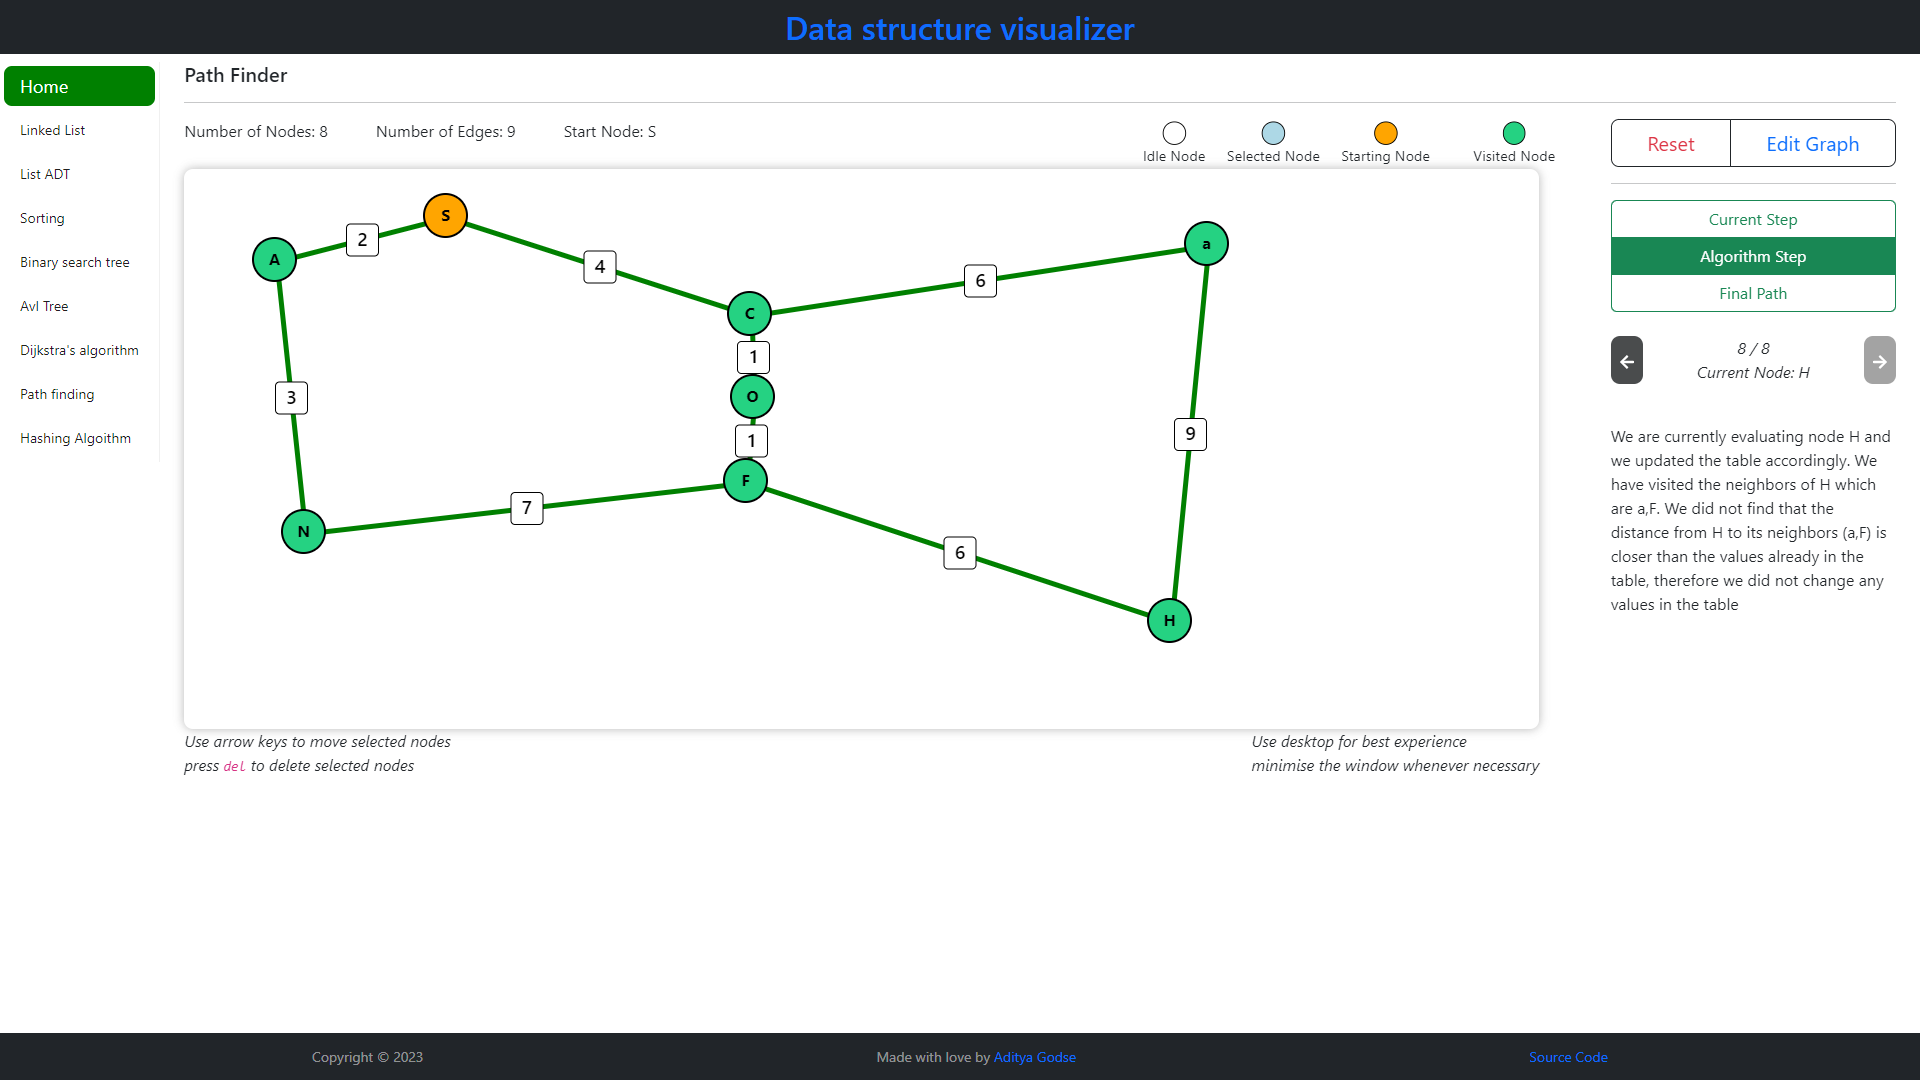 Data structure visualizer
Home
Linked List
List ADT
Sorting
Binary search tree
Avl Tree
Dijkstra's algorithm
Path finding
Hashing Algoithm
Path Finder
Number of Nodes: 8
Number of Edges: 9
Start Node: S
Idle Node
Selected Node
Starting Node
Visited Node
S
2
A
a
4
6
C
1
3
O
9
1
F
7
N
6
H
Use arrow keys to move selected nodes
press del to delete selected nodes
Use desktop for best experience
minimise the window whenever necessary
Reset
Edit Graph
Current Step
Algorithm Step
Final Path
8 / 8
Current Node: H
We are currently evaluating node H and
we updated the table accordingly. We
have visited the neighbors of H which
are a,F. We did not find that the
distance from H to its neighbors (a,F) is
closer than the values already in the
table, therefore we did not change any
values in the table
Copyright © 2023
Made with love by Aditya Godse
Source Code